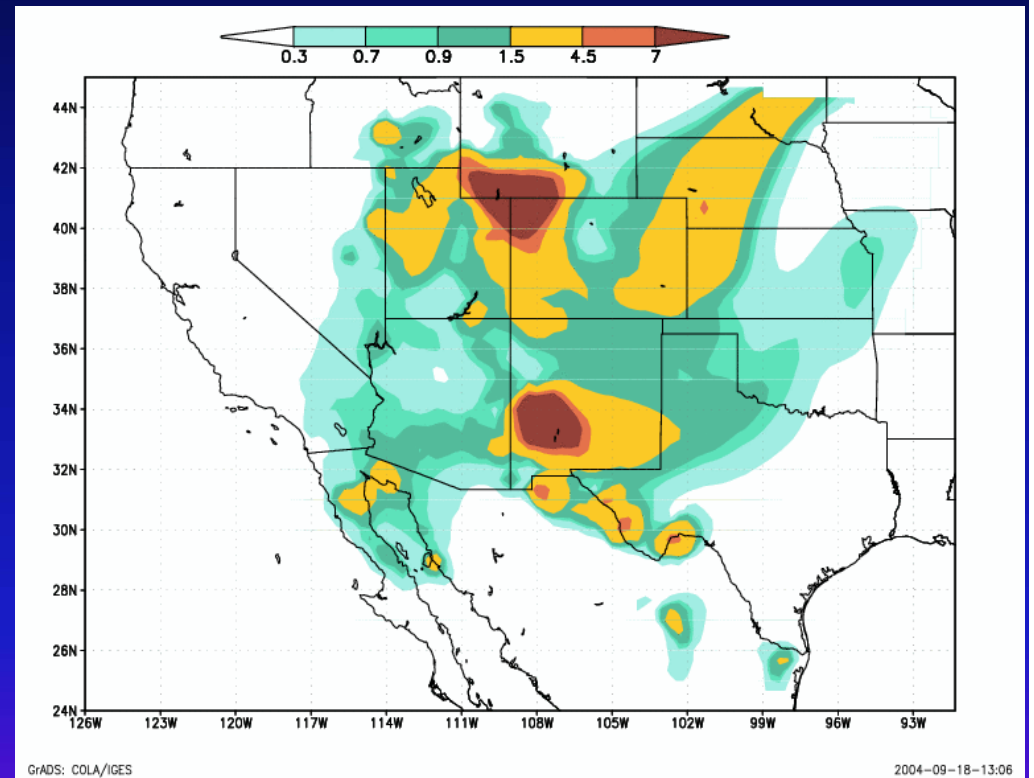 0.3 0.7 0.9 1.5 4.5 7
44N
42N
40N
38N
36N
34N
32N
30N
28N
26N
24N
126W 123W 120W 117W 114W 111W 108W 105W 102W 99W 96W 93W
GrADS: COLA/IGES 2004-09-18-13:06